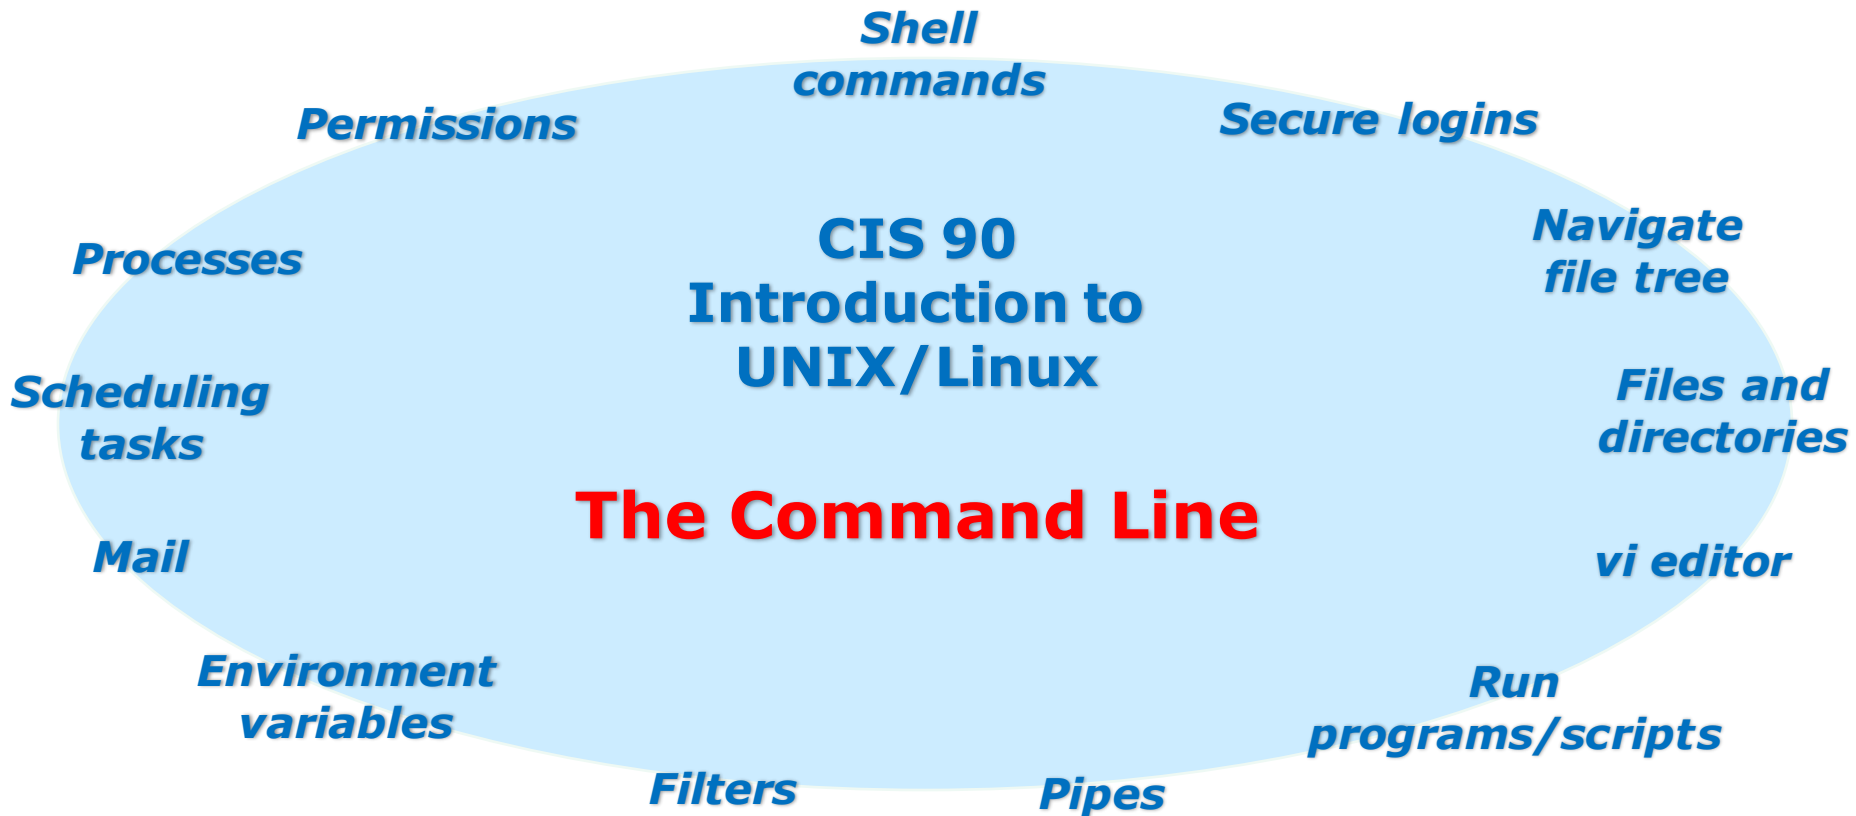 Shell
commands
Permissions
Secure logins
Navigate
file tree
Processes
CIS 90
Introduction to
UNIX/Linux
Scheduling
tasks
Files and
directories
The Command Line
Mail
vi editor
Environment
variables
Run
programs/scripts
Filters
Pipes